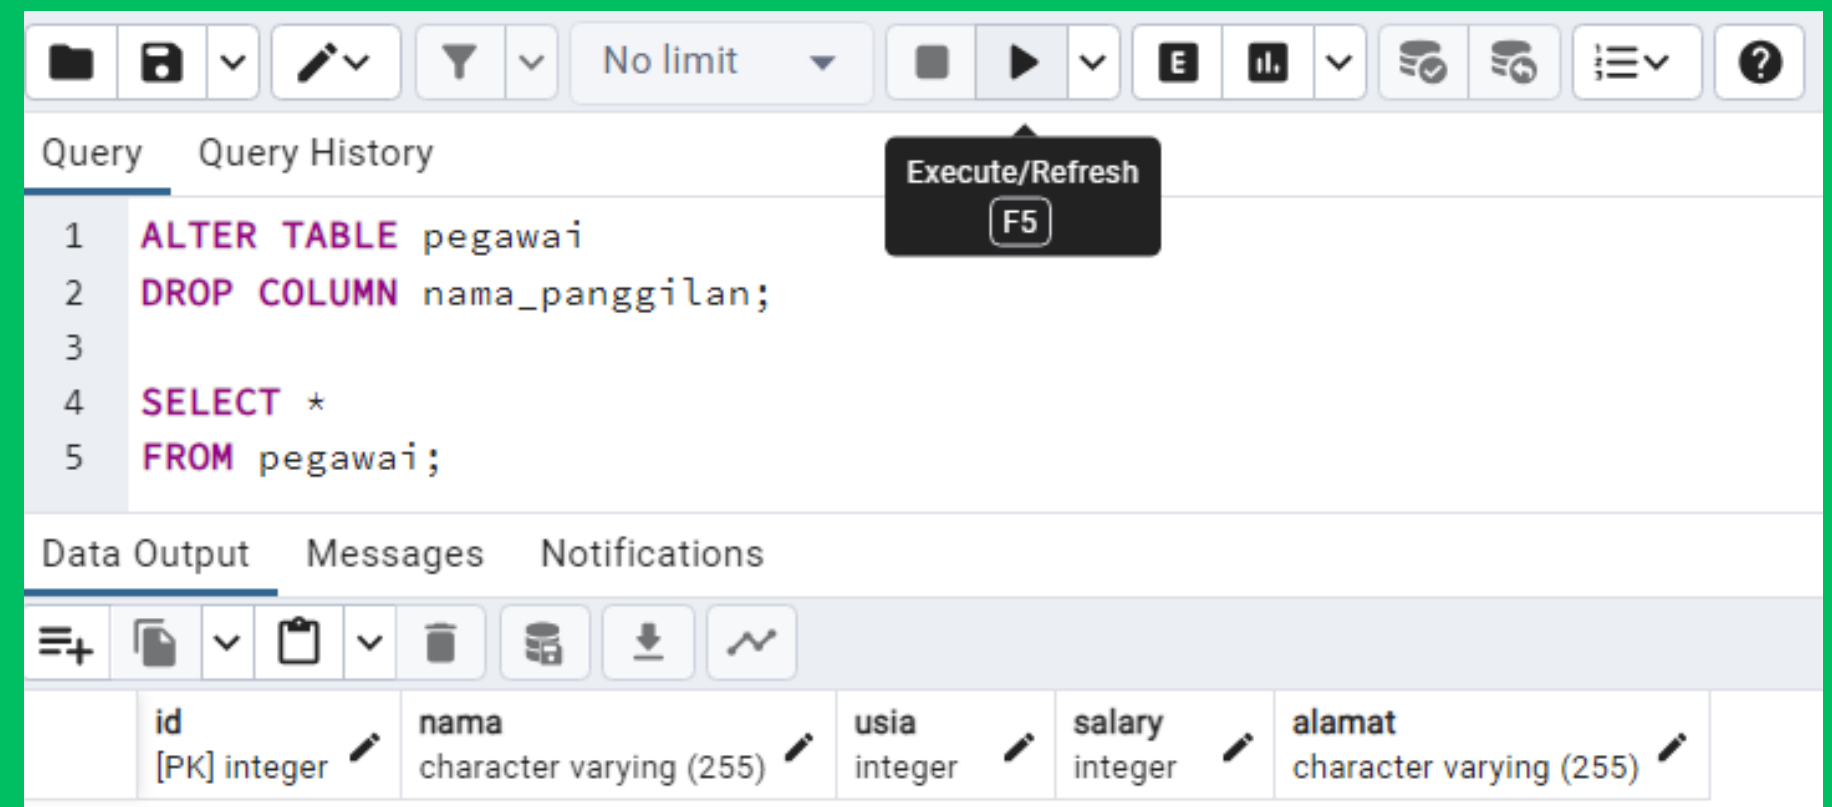 No limit
E
?
Query Query History
Execute/Refresh
F5
1 ALTER TABLE pegawai
2 DROP COLUMN nama_panggilan;
3
4 SELECT *
5 FROM pegawai;
Data Output Messages Notifications
id nama usia salary alamat
[PK] integer character varying (255) integer integer character varying (255)